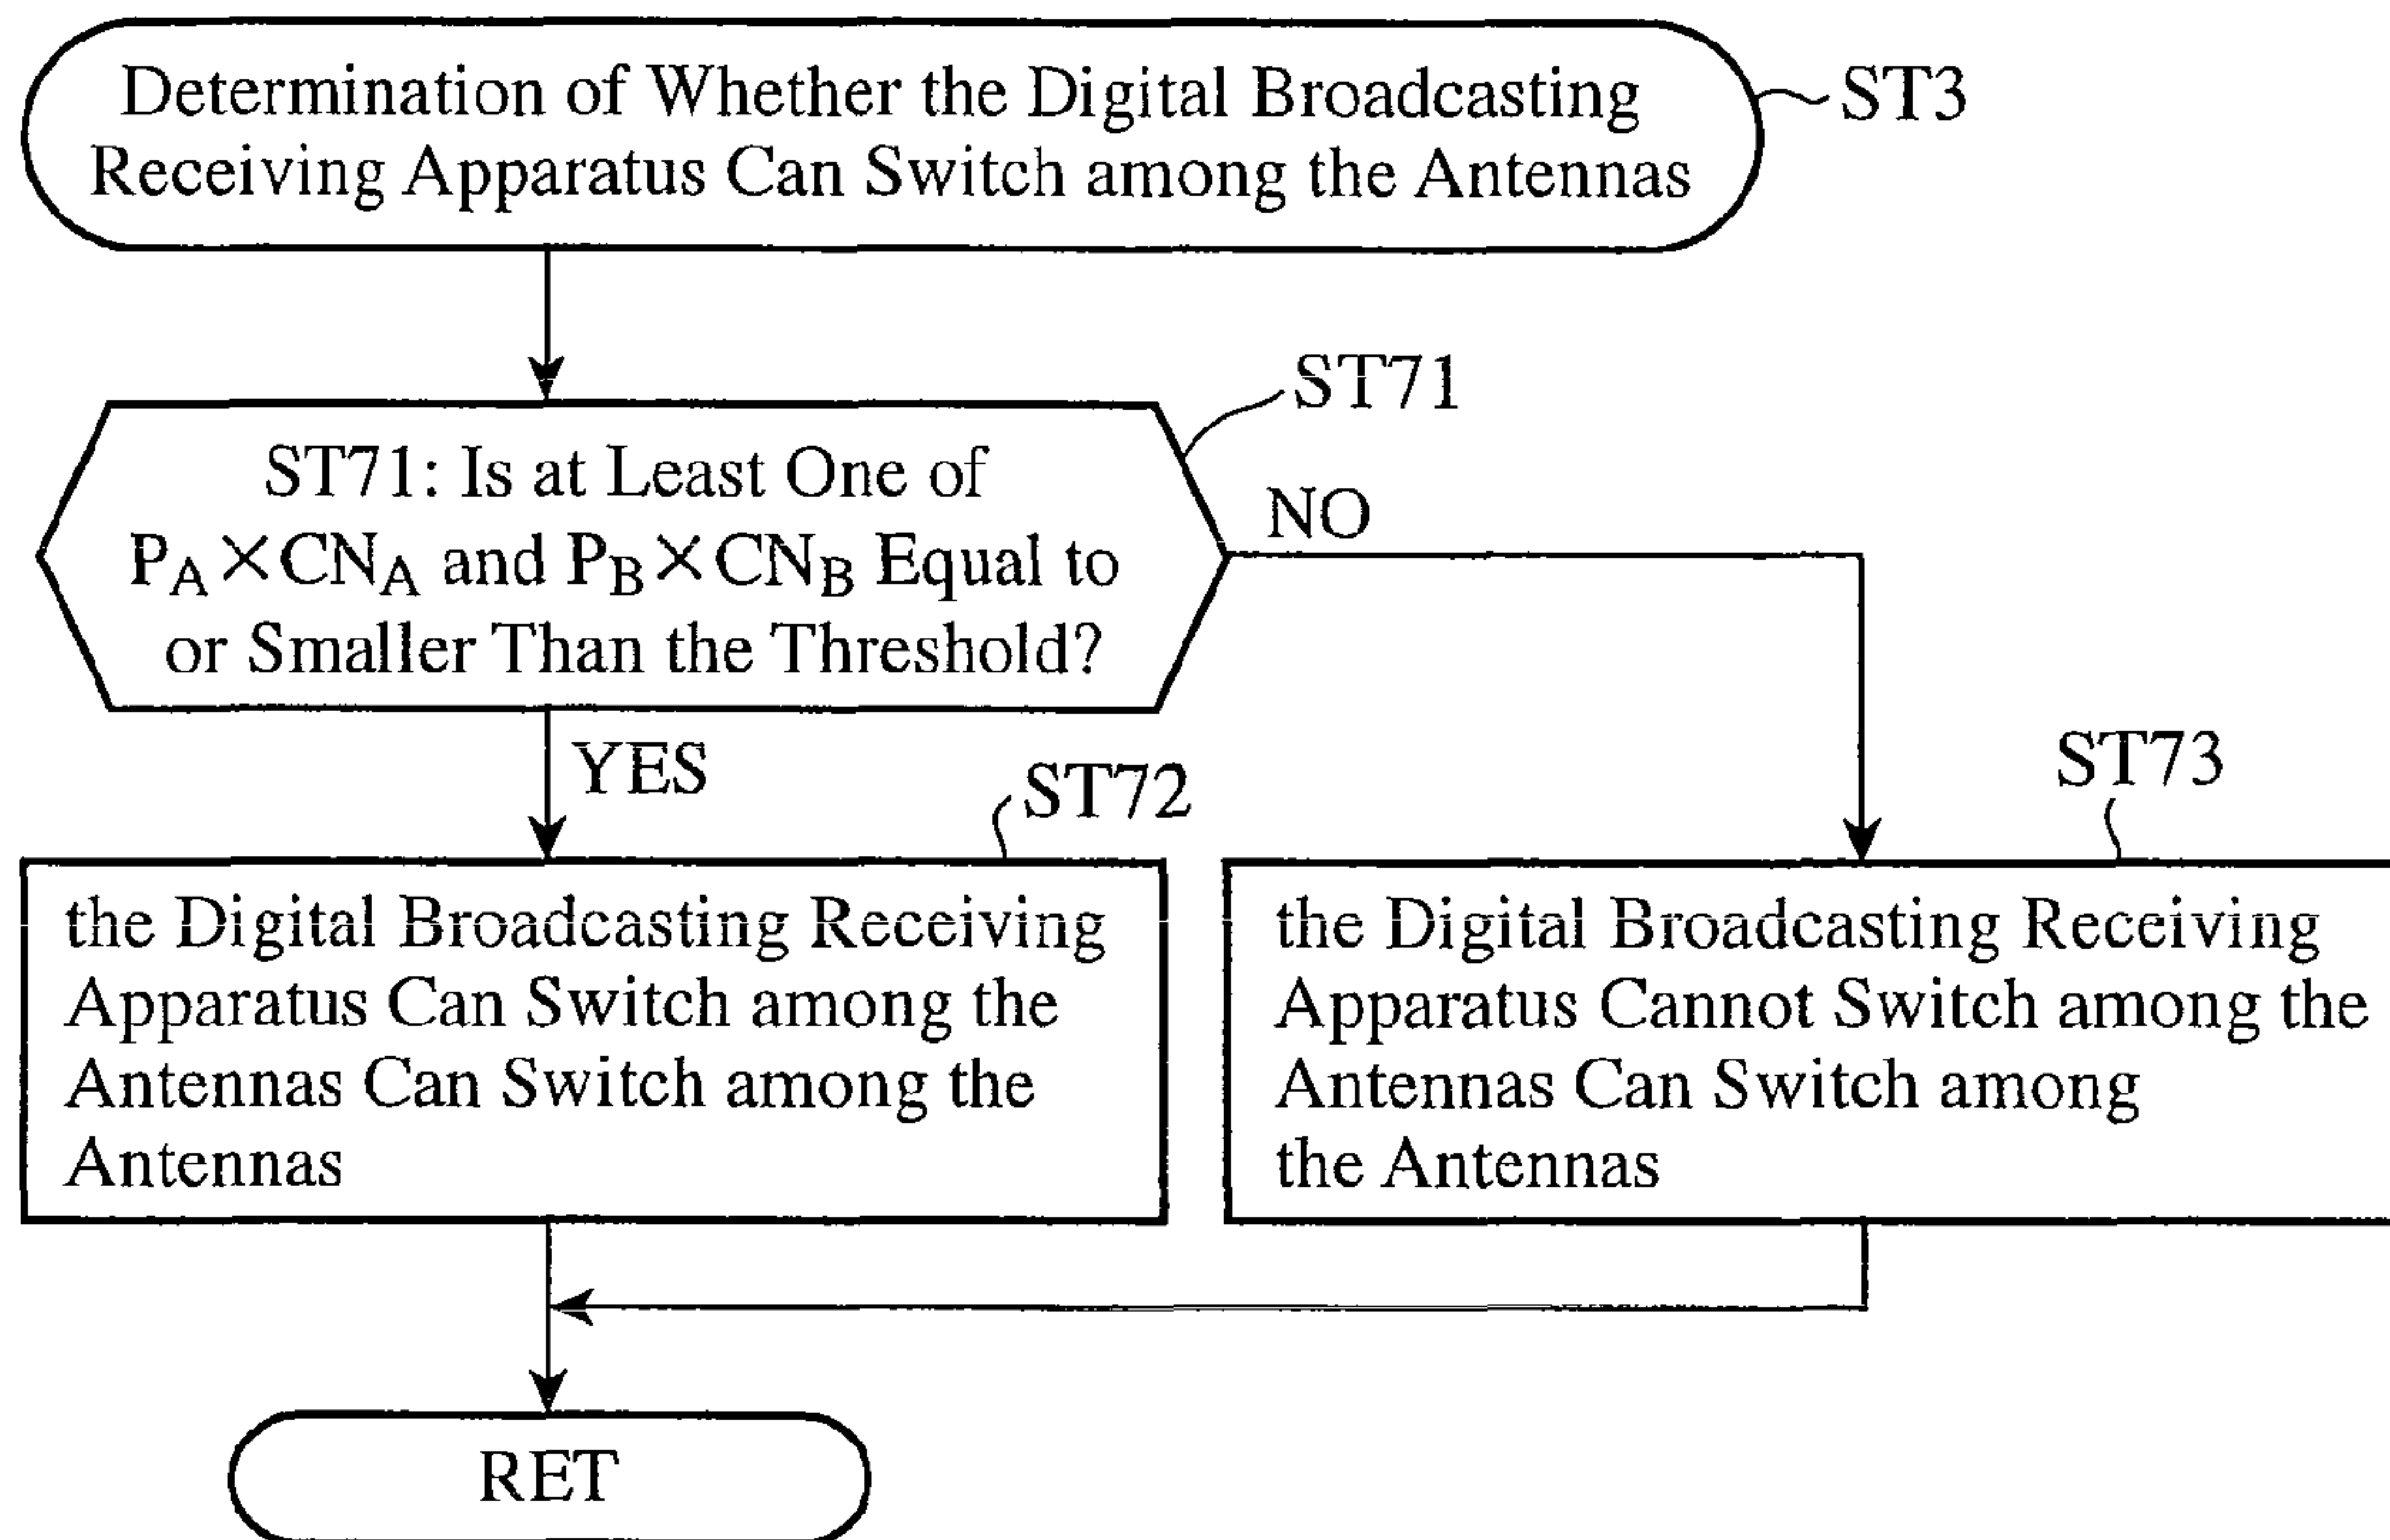 Determination of Whether the Digital Broadcasting
Receiving Apparatus Can Switch among the Antennas
ST3
ST71
ST71: Is at Least One of
PA×CNA and PB×CNB Equal to
or Smaller Than the Threshold?
NO
YES
ST72
ST73
the Digital Broadcasting Receiving
Apparatus Can Switch among the
Antennas Can Switch among the
Antennas
the Digital Broadcasting Receiving
Apparatus Cannot Switch among the
Antennas Can Switch among
the Antennas
RET